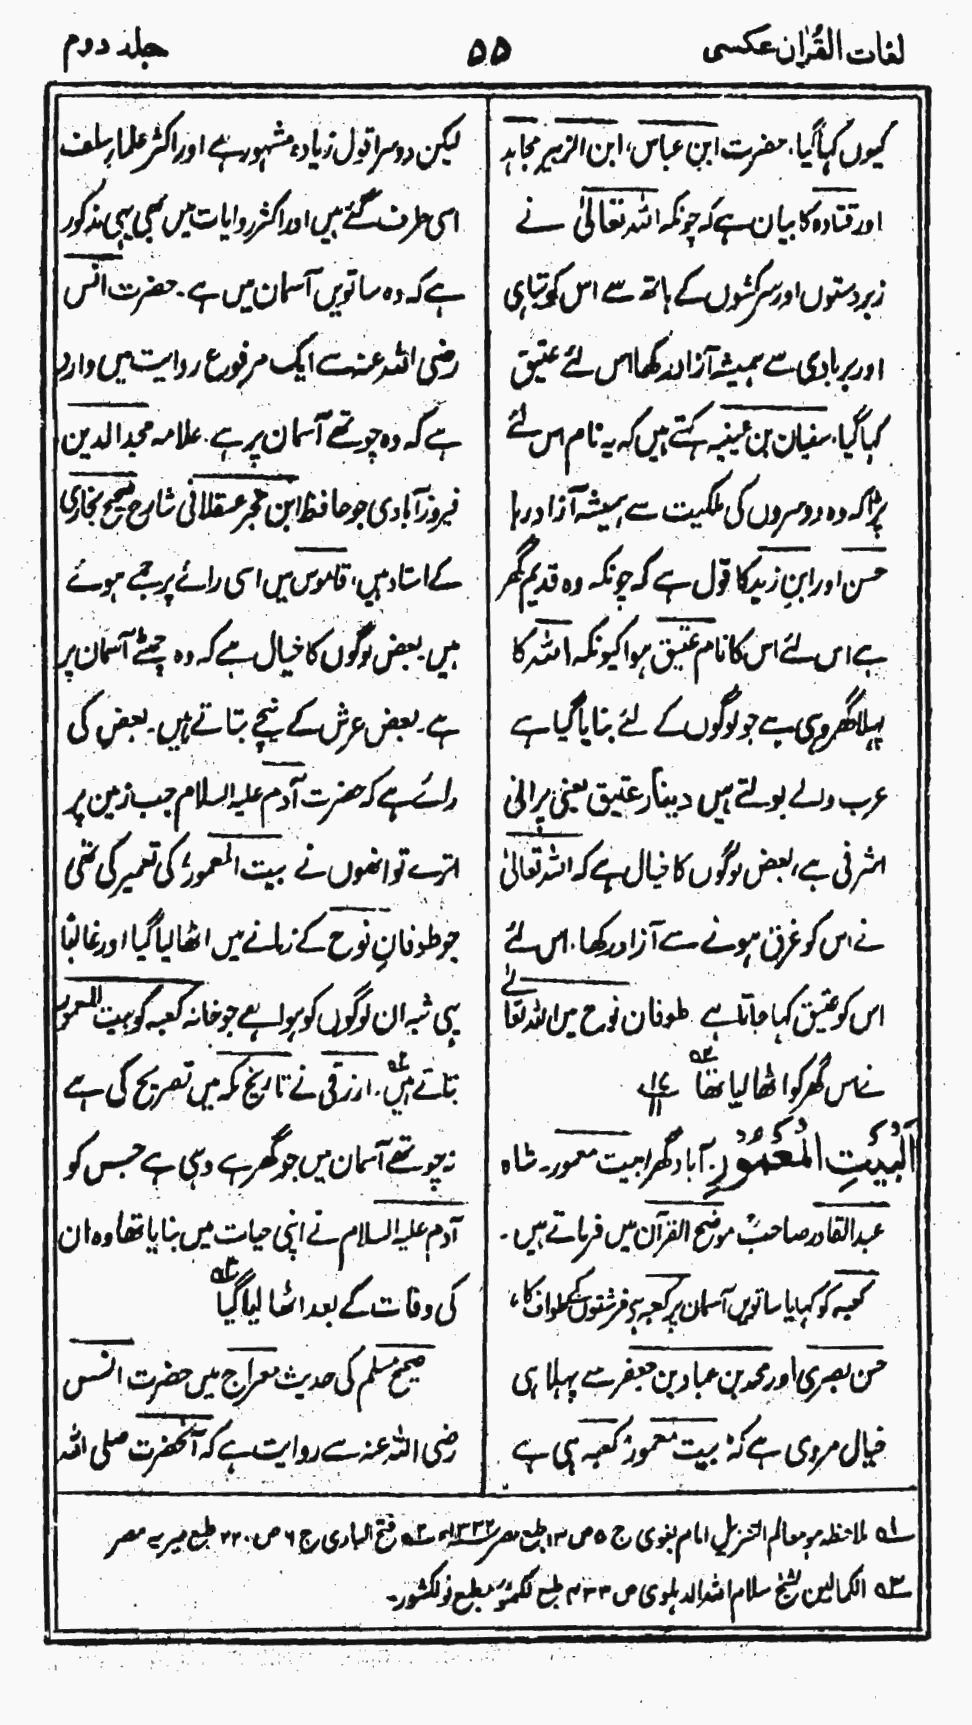 لغات القُرٰان عکسی
۵۵
جلد دوم
کیوں کہا گیا. حضرت ابن عباس، ابن الزبیر مجاہد
اور قتادہ کا بیان ہے کہ چونکہ اللہ تعالیٰ نے
زبردستوں اور سرکشوں کے ہاتھ سے اس کو تباہی
اور بربادی سے ہمیشہ آزاد رکھا اس لئے عتیق
کہا گیا. سفیان بن عیینہ کہتے ہیں کہ یہ نام اس لئے
پڑا کہ وہ دوسروں کی ملکیت سے ہمیشہ آزاد رہا
حسن اور ابن زید کا قول ہے کہ چونکہ وہ قدیم گھر
ہے اس لئے اس کا نام عتیق ہوا کیونکہ اللہ کا
پہلا گھر وہی ہے جو لوگوں کے لئے بنایا گیا ہے
عرب والے بولتے ہیں دینار عتیق یعنی پرانی
اشرفی ہے، بعض لوگوں کا خیال ہے کہ اللہ تعالیٰ
نے اس کو غرق ہونے سے آزاد رکھا. اس لئے
اس کو عتیق کہا جاتا ہے طوفان نوح میں اللہ تعالےٰ
نے اس گھر کو اٹھا لیا تھا
اَلْبَیْتِ الْمَعْمُوْرِ. آباد گھر، بیت معمور۔ شاہ
عبدالقادر صاحبؒ موضح القرآن میں فرماتے ہیں۔
کعبہ کو کہا یا ساتویں آسمان پر کعبہ ہے فرشتوں کے طواف کا،
حسن بصری اور محمد بن عباد بن جعفر سے پہلا ہی
خیال مروی ہے کہ "بیت معمور" کعبہ ہی ہے
لیکن دوسرا قول زیادہ مشہور ہے اور اکثر علمار سلف
اسی طرف گئے ہیں اور اکثر روایات میں بھی یہی مذکور
ہے کہ وہ ساتویں آسمان میں ہے۔ حضرت انس
رضی اللہ عنہ سے ایک مرفوع روایت میں وارد
ہے کہ وہ چوتھے آسمان پر ہے. علامہ مجد الدین
فیروزآبادی جو حافظ ابن حجر عسقلانی شارح صحیح بخاری
کے استاد ہیں، قاموس میں اسی رائے پر جمے ہوئے
ہیں۔ بعض لوگوں کا خیال ہے کہ وہ چھٹے آسمان پر
ہے۔ بعض عرش کے نیچے بتاتے ہیں۔ بعض کی
رائے ہے کہ حضرت آدم علیہ السلام جب زمین پر
اترے تو انھوں نے بیت المعمور کی تعمیر کی تھی
جو طوفانِ نوح کے زمانے میں اٹھا لیا گیا اور غالبًا
یہی شبہ ان لوگوں کو ہوا ہے جو خانہ کعبہ کو بیت المعمور
بتاتے ہیں. ازرقی نے تاریخ مکہ میں تصریح کی ہے
نہ چوتھے آسمان میں جو گھر ہے وہی ہے جس کو
آدم علیہ السلام نے اپنی حیات میں بنایا تھا وہ ان
کی وفات کے بعد اٹھا لیا گیا
صحیح مسلم کی حدیث معراج میں حضرت انس
رضی اللہ عنہ سے روایت ہے کہ آنحضرت صلی اللہ
لہ ملاحظہ ہو معالم التنزیل امام بغوی ج ۵ ص ۱۳ طبع مصر ۱۳۳۲ھ ۲ہ فتح الباری ج ۶ ص ۲۲۰ طبع میریہ مصر
۳ہ الکمالین شیخ سلام اللہ الدہلوی ص ۴۳۳ طبع لکھنؤ مطبع نولکشور۔